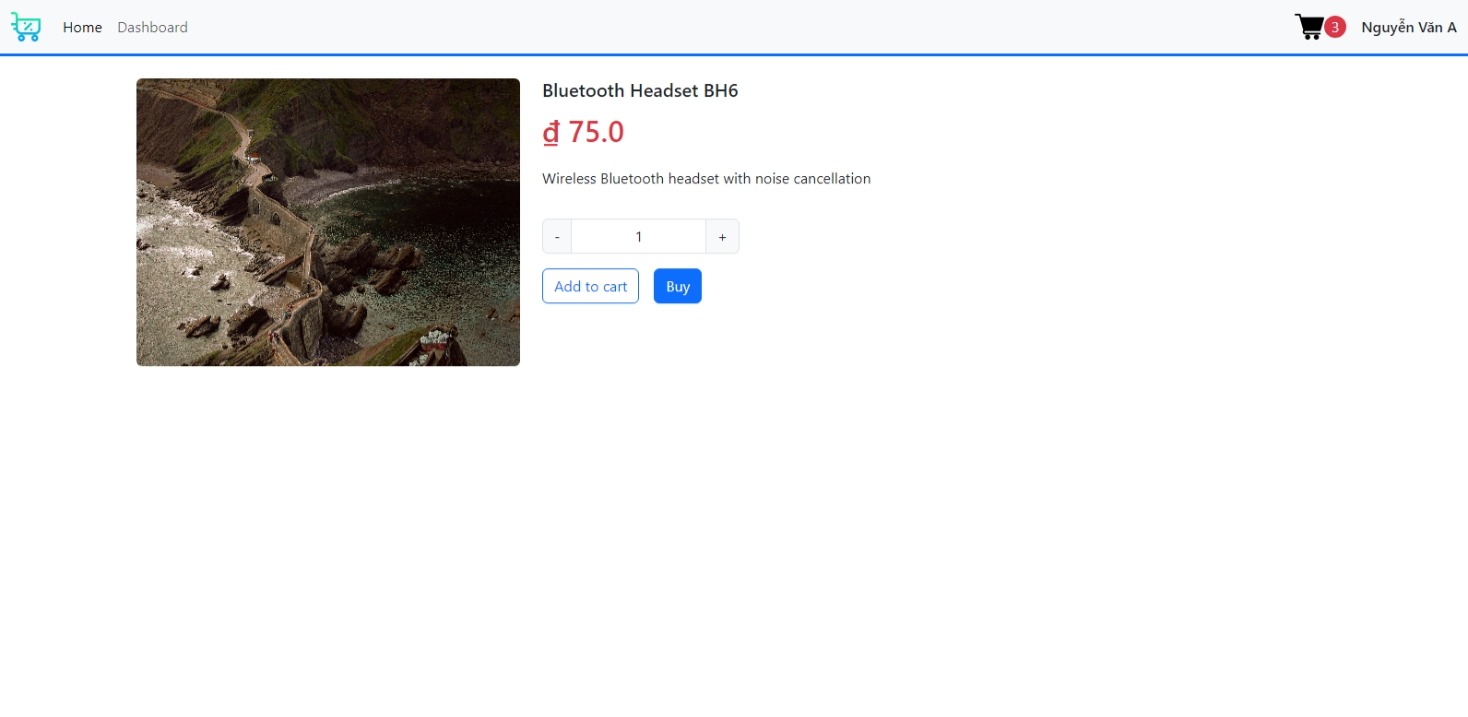 Home Dashboard 3 Nguyễn Văn A
Bluetooth Headset BH6
₫ 75.0
Wireless Bluetooth headset with noise cancellation
- 1 +
Add to cart Buy